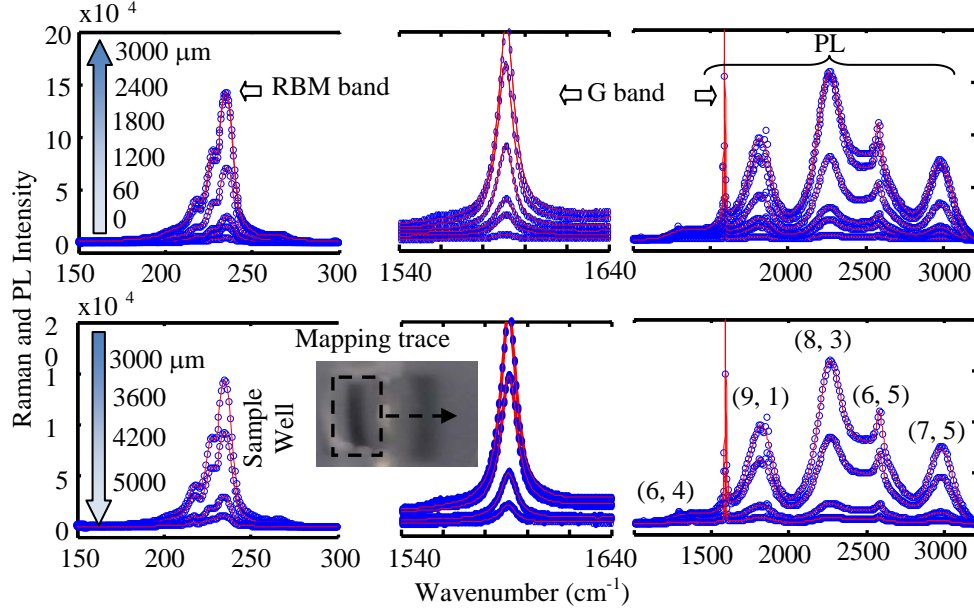 x10 4
3000 µm
2400
1800
1200
60
0
RBM band
G band
PL
20
15
10
5
0
150 200 250 300
1540 1640
2000 2500 3000
Raman and PL Intensity
x10 4
2
0
1
1
5
0
3000 µm
3600
4200
5000
Sample
Well
Mapping trace
(8, 3)
(9, 1)
(6, 5)
(7, 5)
(6, 4)
150 200 250 300
1540 1640
1500 2000 2500 3000
Wavenumber (cm-1)